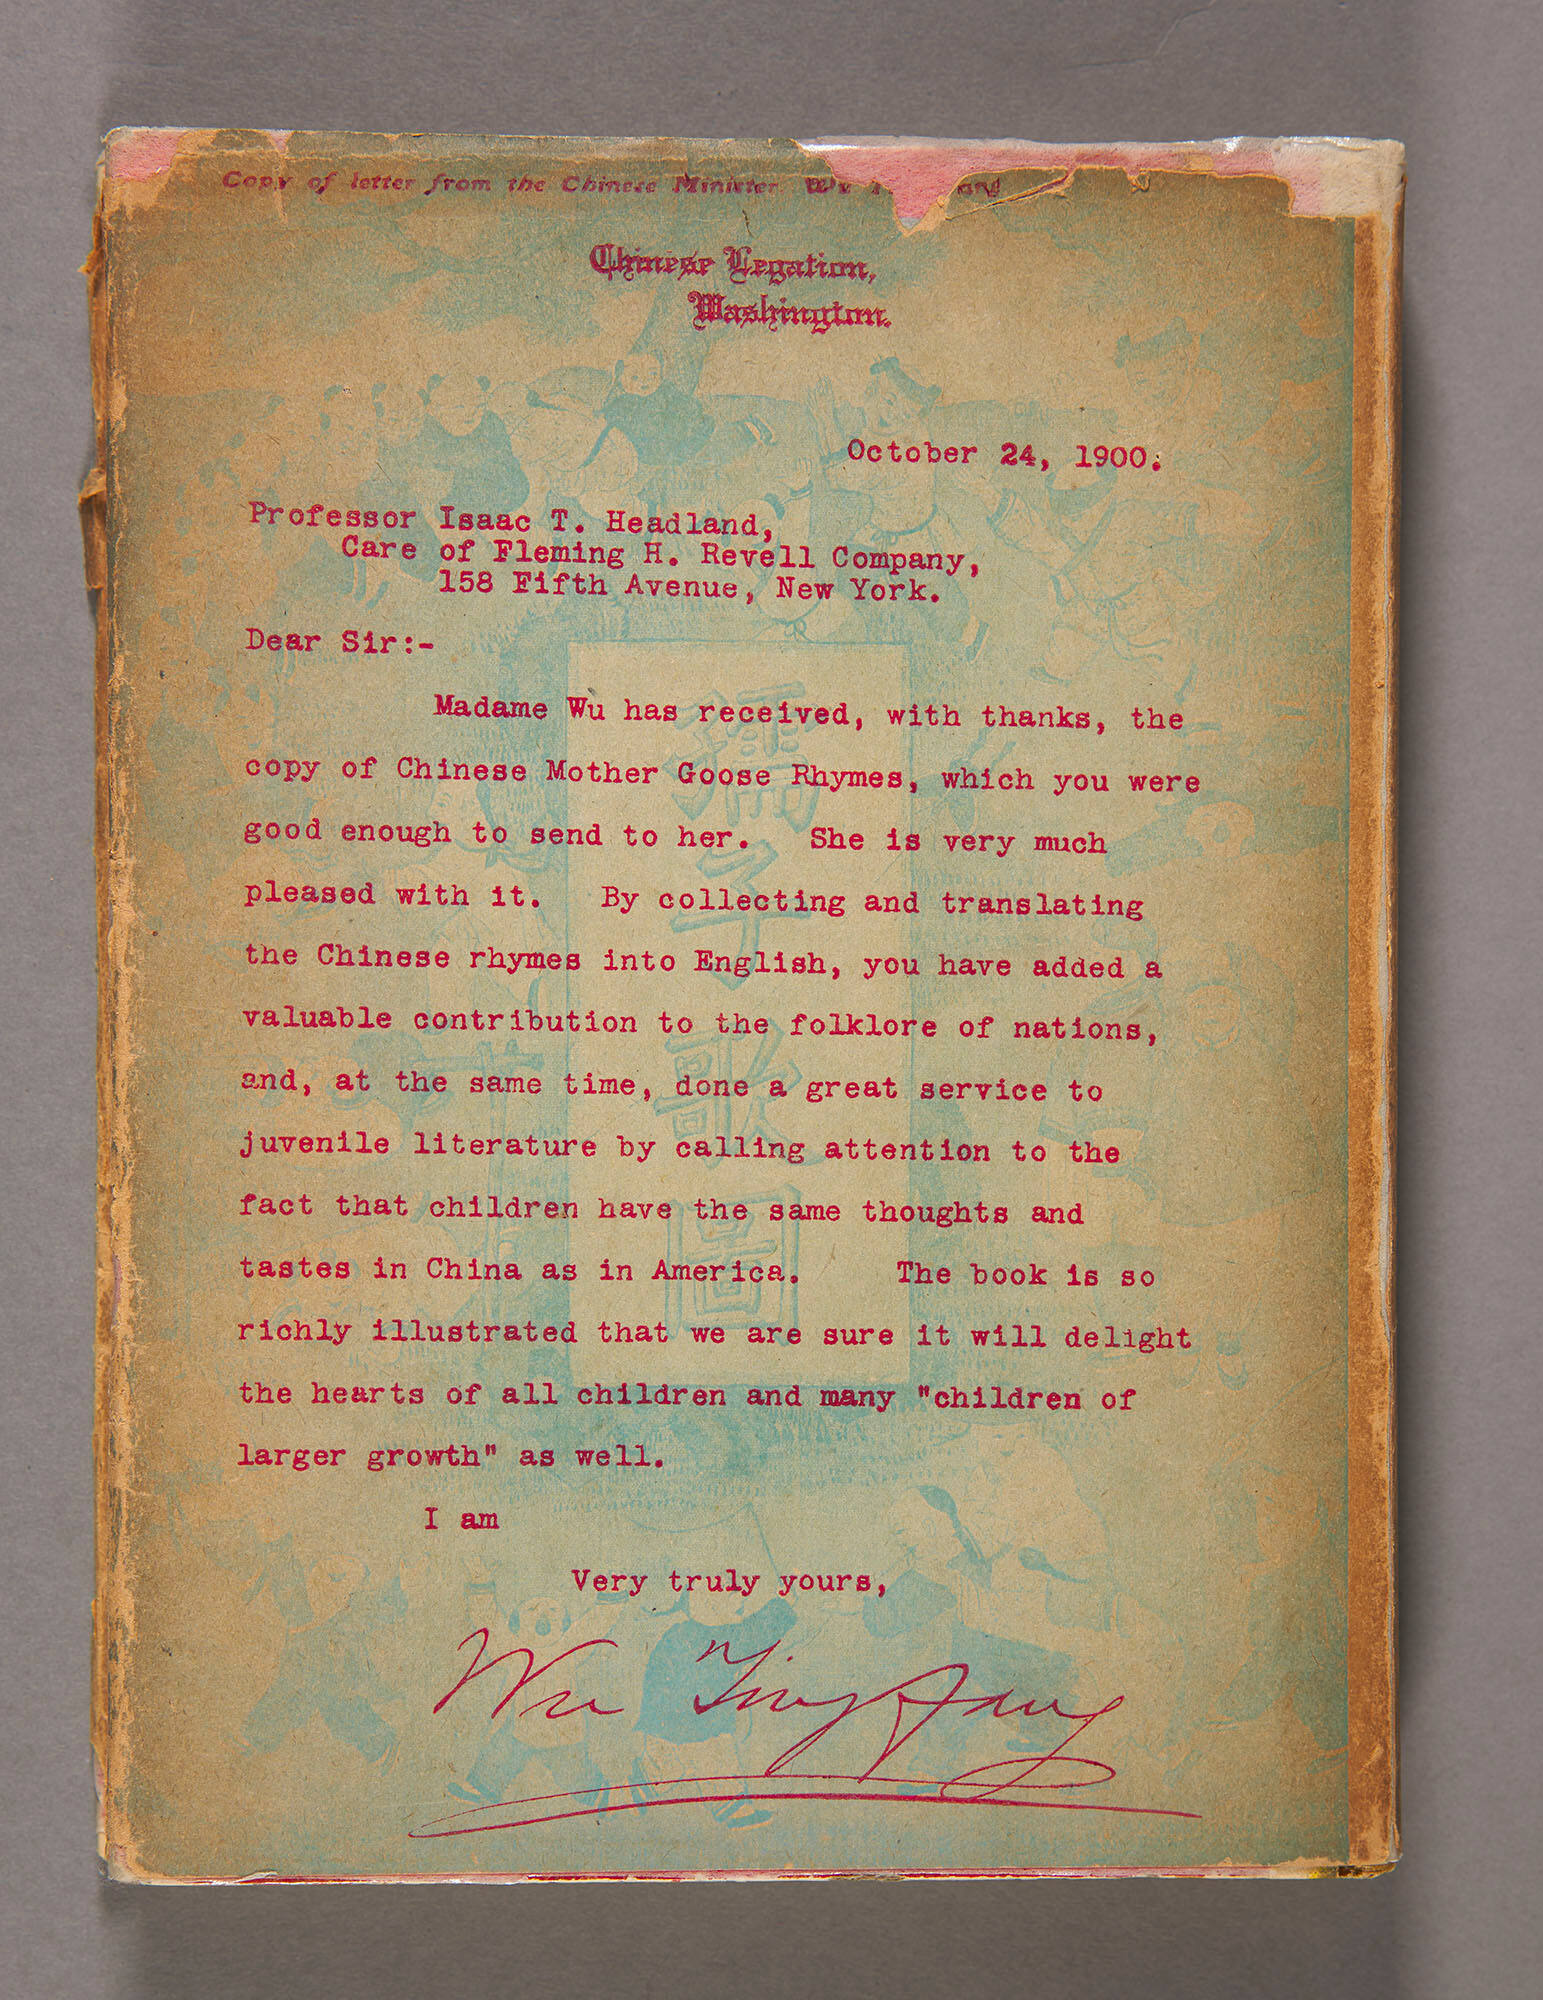 Copy of letter from the Chinese Minister, Wu
Chinese Legation,
Washington.
October 24, 1900.
Professor Isaac T. Headland,
Care of Fleming H. Revell Company,
158 Fifth Avenue, New York.
Dear Sir:-
Madame Wu has received, with thanks, the
copy of Chinese Mother Goose Rhymes, which you were
good enough to send to her. She is very much
pleased with it. By collecting and translating
the Chinese rhymes into English, you have added a
valuable contribution to the folklore of nations,
and, at the same time, done a great service to
juvenile literature by calling attention to the
fact that children have the same thoughts and
tastes in China as in America. The book is so
richly illustrated that we are sure it will delight
the hearts of all children and many "children of
larger growth" as well.
I am
Very truly yours,
Wu Tingfang
孺
子
歌
圖